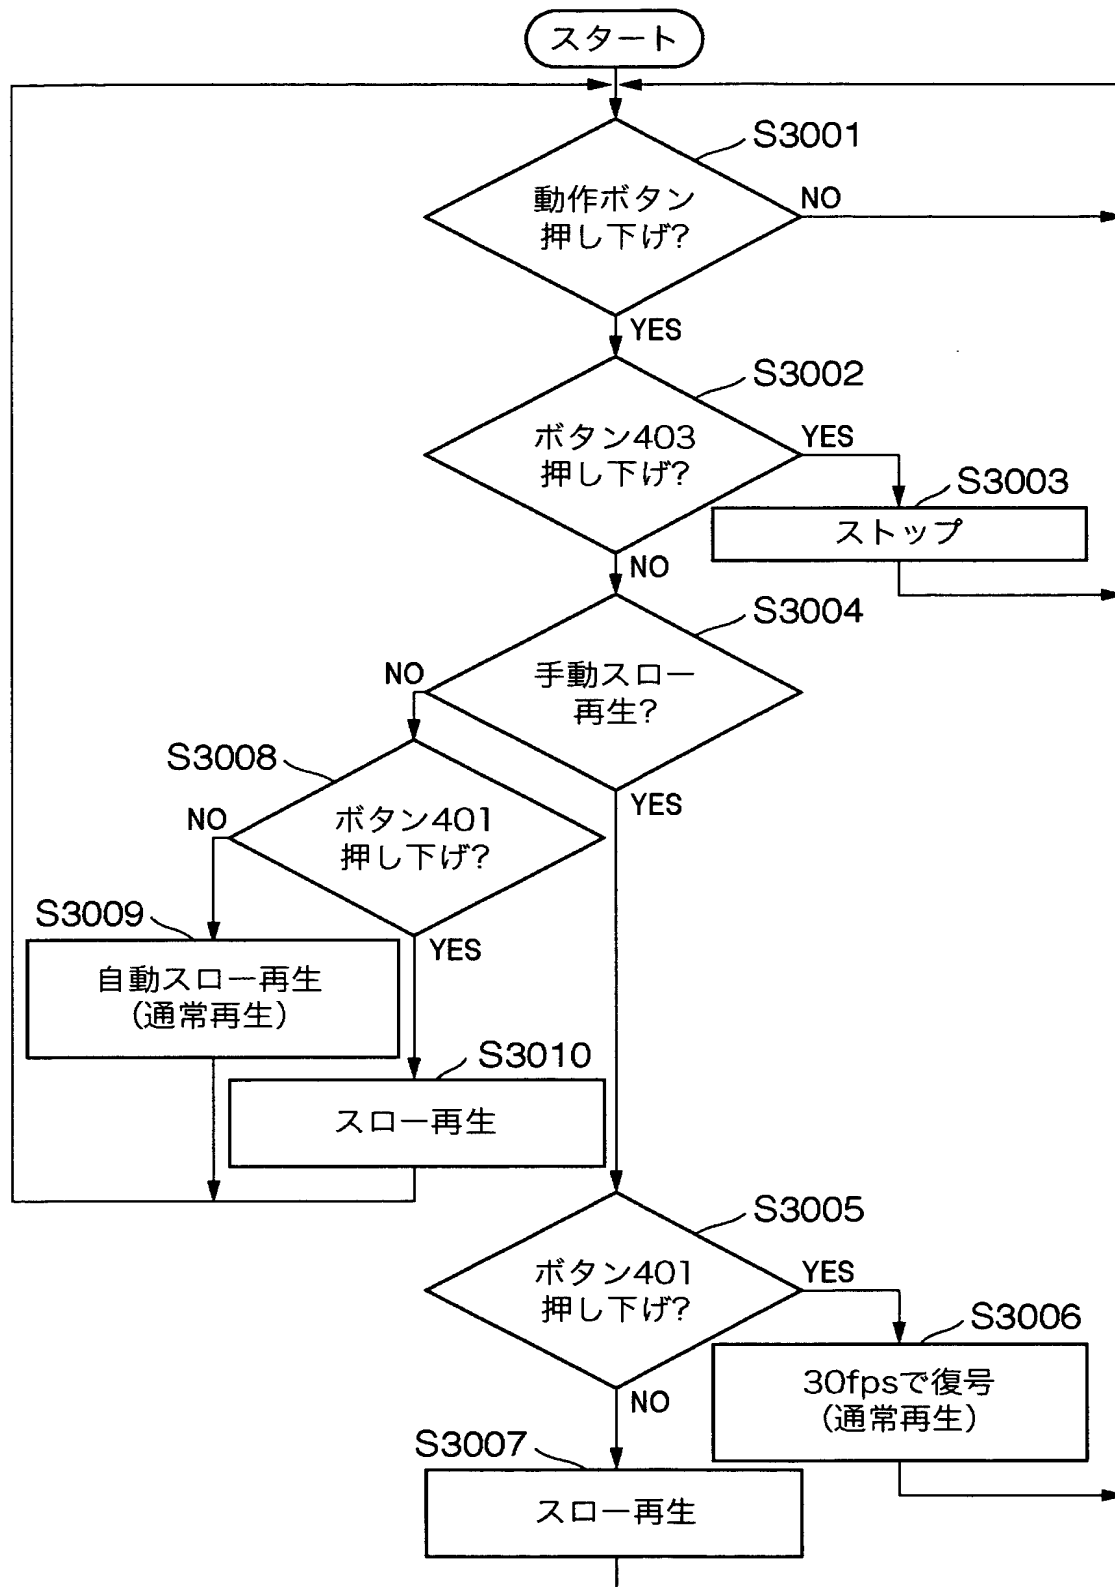 スタート
S3001
動作ボタン
押し下げ?
NO
YES
S3002
ボタン403
押し下げ?
YES
S3003
ストップ
NO
S3004
手動スロー
再生?
NO
YES
S3008
ボタン401
押し下げ?
NO
YES
S3009
自動スロー再生
(通常再生)
S3010
スロー再生
S3005
ボタン401
押し下げ?
YES
S3006
30fpsで復号
(通常再生)
NO
S3007
スロー再生